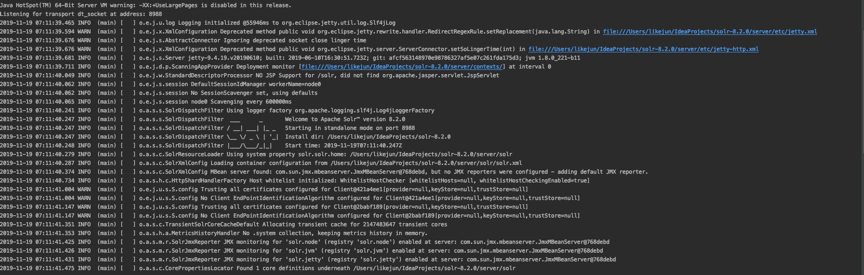 Java HotSpot(TM) 64-Bit Server VM warning: -XX:+UseLargePages is disabled in this release.
Listening for transport dt_socket at address: 8988
2019-11-19 07:11:39.465 INFO  (main) [   ] o.e.j.u.log Logging initialized @55946ms to org.eclipse.jetty.util.log.Slf4jLog
2019-11-19 07:11:39.594 WARN  (main) [   ] o.e.j.x.XmlConfiguration Deprecated method public void org.eclipse.jetty.rewrite.handler.RedirectRegexRule.setReplacement(java.lang.String) in file:///Users/likejun/IdeaProjects/solr-8.2.0/server/etc/jetty.xml
2019-11-19 07:11:39.676 WARN  (main) [   ] o.e.j.s.AbstractConnector Ignoring deprecated socket close linger time
2019-11-19 07:11:39.676 WARN  (main) [   ] o.e.j.x.XmlConfiguration Deprecated method public void org.eclipse.jetty.server.ServerConnector.setSoLingerTime(int) in file:///Users/likejun/IdeaProjects/solr-8.2.0/server/etc/jetty-http.xml
2019-11-19 07:11:39.681 INFO  (main) [   ] o.e.j.s.Server jetty-9.4.19.v20190610; built: 2019-06-10T16:30:51.723Z; git: afcf563148970e98786327af5e07c261fda175d3; jvm 1.8.0_221-b11
2019-11-19 07:11:39.711 INFO  (main) [   ] o.e.j.d.p.ScanningAppProvider Deployment monitor [file:///Users/likejun/IdeaProjects/solr-8.2.0/server/contexts/] at interval 0
2019-11-19 07:11:40.049 INFO  (main) [   ] o.e.j.w.StandardDescriptorProcessor NO JSP Support for /solr, did not find org.apache.jasper.servlet.JspServlet
2019-11-19 07:11:40.062 INFO  (main) [   ] o.e.j.s.session DefaultSessionIdManager workerName=node0
2019-11-19 07:11:40.062 INFO  (main) [   ] o.e.j.s.session No SessionScavenger set, using defaults
2019-11-19 07:11:40.065 INFO  (main) [   ] o.e.j.s.session node0 Scavenging every 600000ms
2019-11-19 07:11:40.241 INFO  (main) [   ] o.a.s.s.SolrDispatchFilter Using logger factory org.apache.logging.slf4j.Log4jLoggerFactory
2019-11-19 07:11:40.247 INFO  (main) [   ] o.a.s.s.SolrDispatchFilter  ___      _       Welcome to Apache Solr™ version 8.2.0
2019-11-19 07:11:40.247 INFO  (main) [   ] o.a.s.s.SolrDispatchFilter / __| ___| |_ _   Starting in standalone mode on port 8988
2019-11-19 07:11:40.247 INFO  (main) [   ] o.a.s.s.SolrDispatchFilter \__ \/ _ \ | '_|  Install dir: /Users/likejun/IdeaProjects/solr-8.2.0
2019-11-19 07:11:40.248 INFO  (main) [   ] o.a.s.s.SolrDispatchFilter |___/\___/_|_|    Start time: 2019-11-19T07:11:40.247Z
2019-11-19 07:11:40.279 INFO  (main) [   ] o.a.s.c.SolrResourceLoader Using system property solr.solr.home: /Users/likejun/IdeaProjects/solr-8.2.0/server/solr
2019-11-19 07:11:40.287 INFO  (main) [   ] o.a.s.c.SolrXmlConfig Loading container configuration from /Users/likejun/IdeaProjects/solr-8.2.0/server/solr/solr.xml
2019-11-19 07:11:40.374 INFO  (main) [   ] o.a.s.c.SolrXmlConfig MBean server found: com.sun.jmx.mbeanserver.JmxMBeanServer@768debd, but no JMX reporters were configured - adding default JMX reporter.
2019-11-19 07:11:40.734 INFO  (main) [   ] o.a.s.h.c.HttpShardHandlerFactory Host whitelist initialized: WhitelistHostChecker [whitelistHosts=null, whitelistHostCheckingEnabled=true]
2019-11-19 07:11:41.004 WARN  (main) [   ] o.e.j.u.s.S.config Trusting all certificates configured for Client@421a4ee1[provider=null,keyStore=null,trustStore=null]
2019-11-19 07:11:41.004 WARN  (main) [   ] o.e.j.u.s.S.config No Client EndPointIdentificationAlgorithm configured for Client@421a4ee1[provider=null,keyStore=null,trustStore=null]
2019-11-19 07:11:41.147 WARN  (main) [   ] o.e.j.u.s.S.config Trusting all certificates configured for Client@2babf189[provider=null,keyStore=null,trustStore=null]
2019-11-19 07:11:41.147 WARN  (main) [   ] o.e.j.u.s.S.config No Client EndPointIdentificationAlgorithm configured for Client@2babf189[provider=null,keyStore=null,trustStore=null]
2019-11-19 07:11:41.351 INFO  (main) [   ] o.a.s.c.TransientSolrCoreCacheDefault Allocating transient cache for 2147483647 transient cores
2019-11-19 07:11:41.353 INFO  (main) [   ] o.a.s.h.a.MetricsHistoryHandler No .system collection, keeping metrics history in memory.
2019-11-19 07:11:41.425 INFO  (main) [   ] o.a.s.m.r.SolrJmxReporter JMX monitoring for 'solr.node' (registry 'solr.node') enabled at server: com.sun.jmx.mbeanserver.JmxMBeanServer@768debd
2019-11-19 07:11:41.426 INFO  (main) [   ] o.a.s.m.r.SolrJmxReporter JMX monitoring for 'solr.jvm' (registry 'solr.jvm') enabled at server: com.sun.jmx.mbeanserver.JmxMBeanServer@768debd
2019-11-19 07:11:41.431 INFO  (main) [   ] o.a.s.m.r.SolrJmxReporter JMX monitoring for 'solr.jetty' (registry 'solr.jetty') enabled at server: com.sun.jmx.mbeanserver.JmxMBeanServer@768debd
2019-11-19 07:11:41.475 INFO  (main) [   ] o.a.s.c.CorePropertiesLocator Found 1 core definitions underneath /Users/likejun/IdeaProjects/solr-8.2.0/server/solr